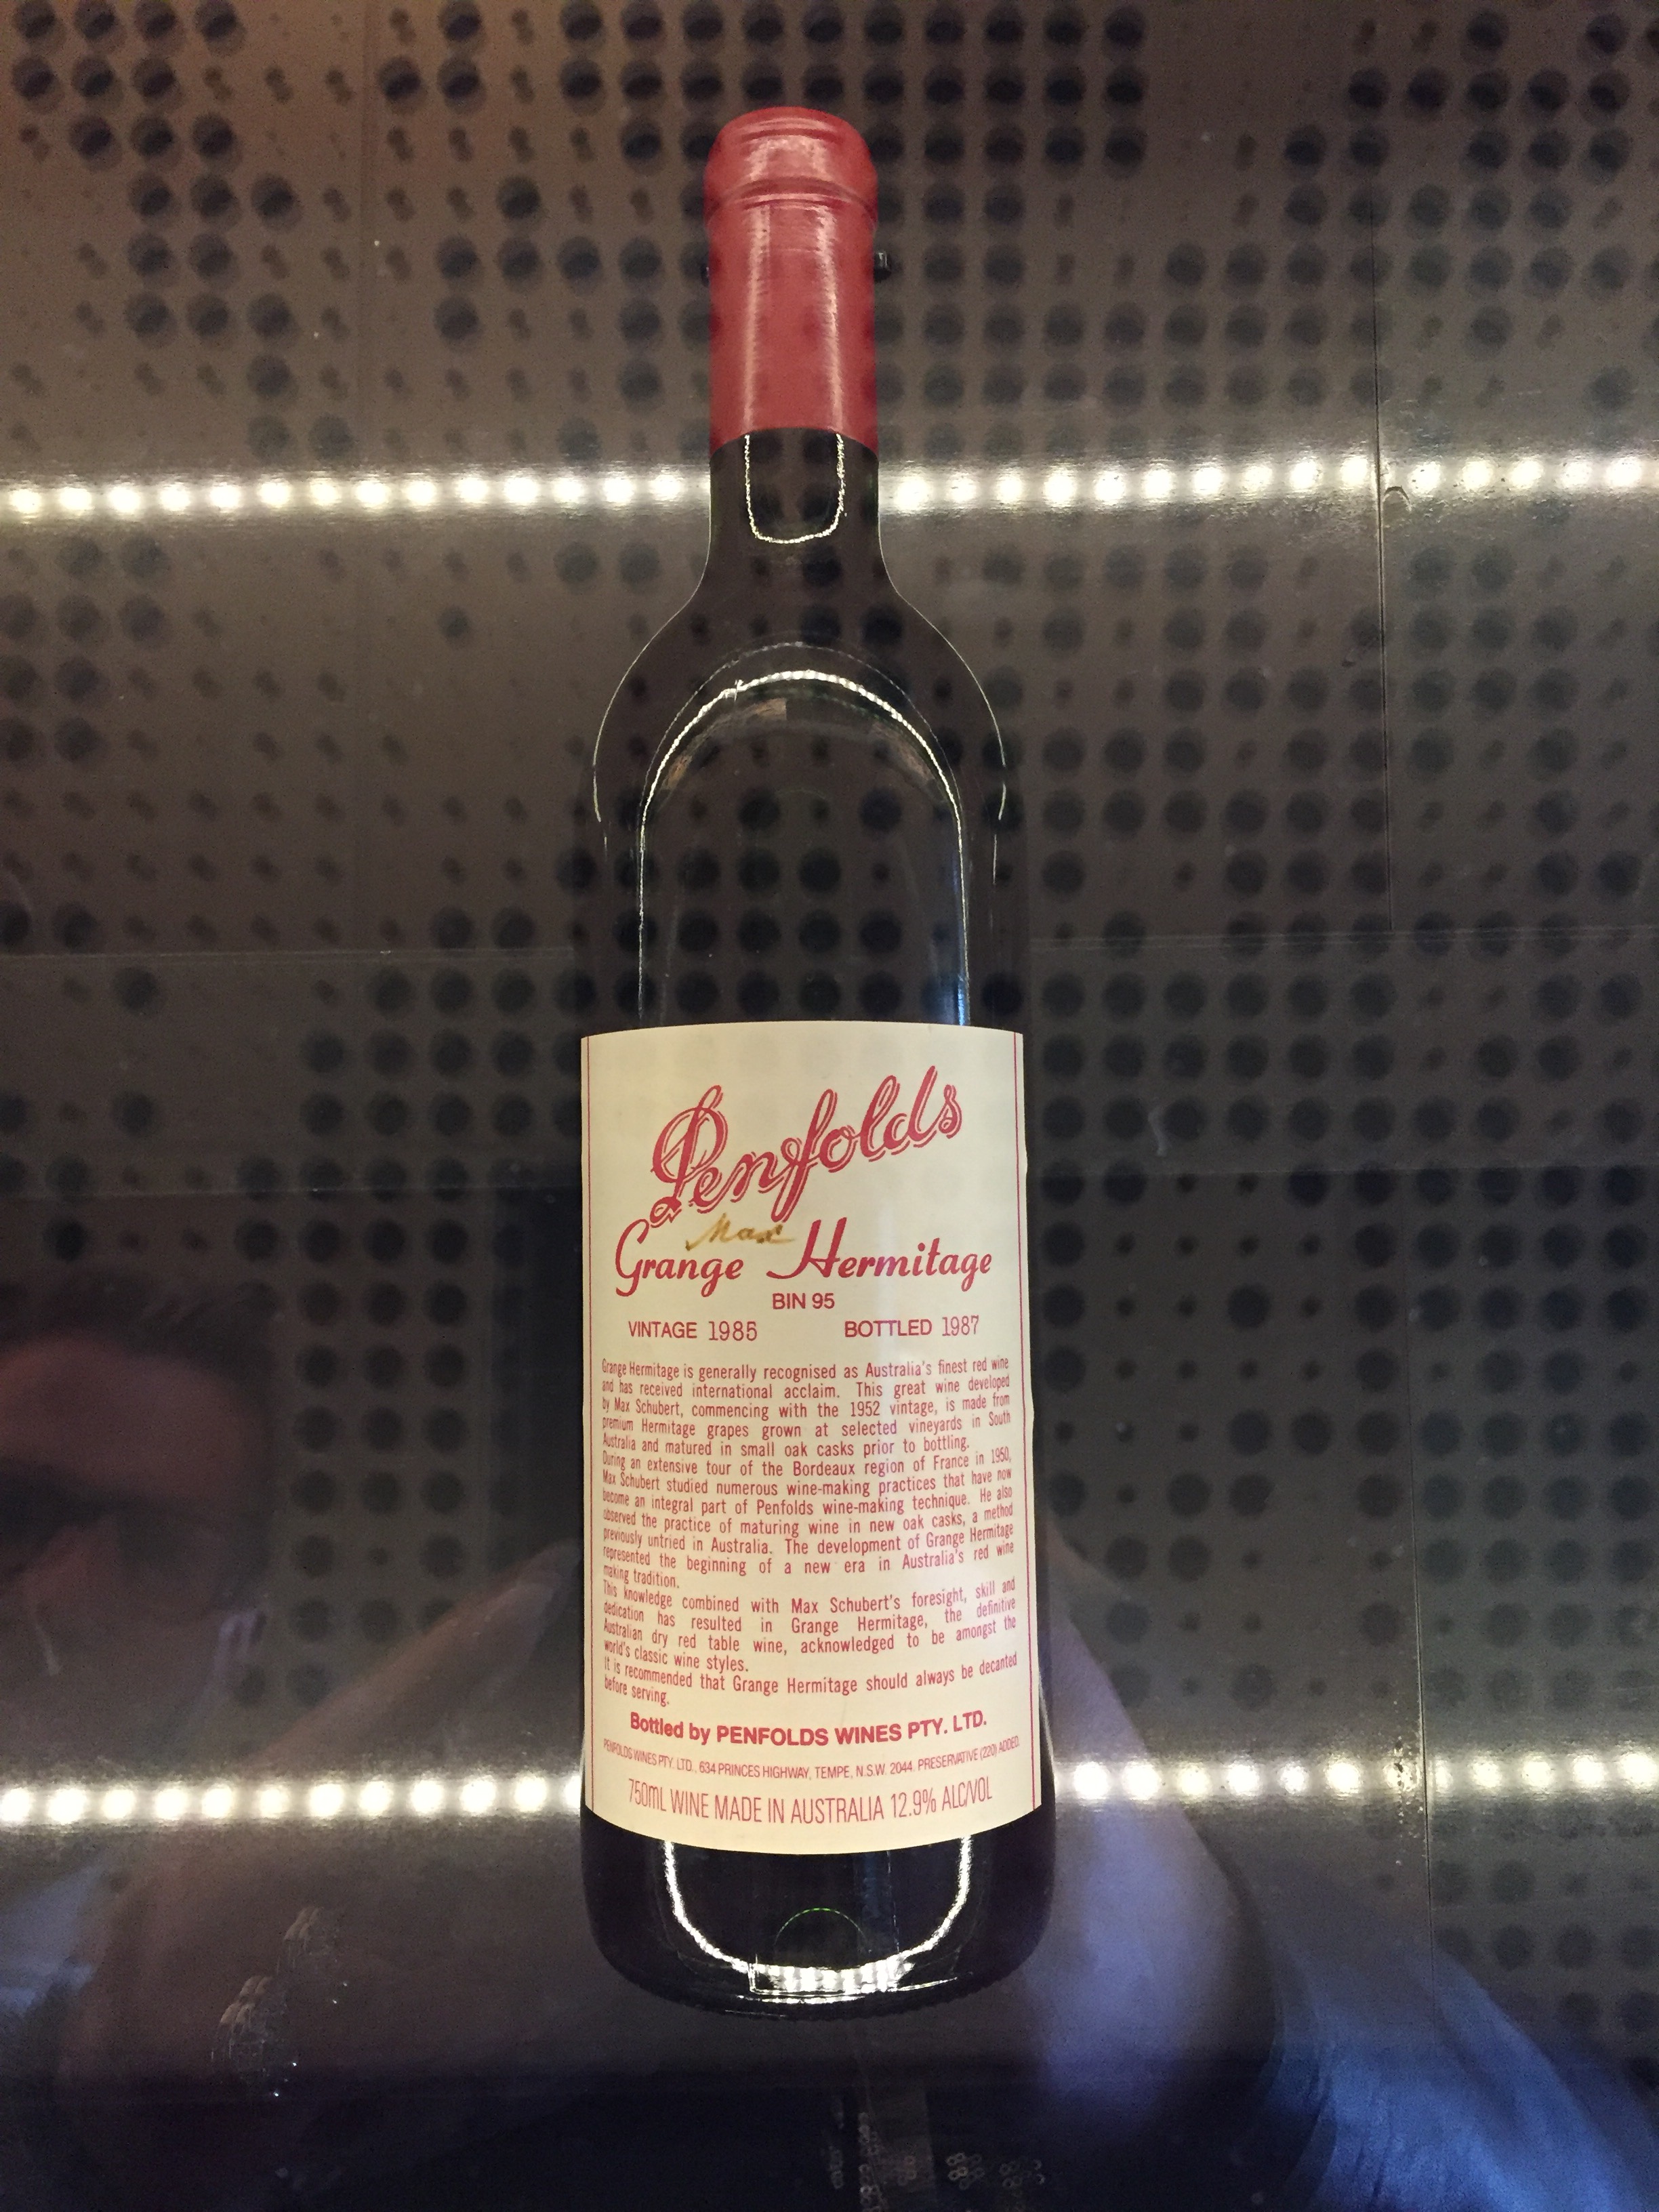 Penfolds
Max
Grange Hermitage
BIN 95
VINTAGE 1985 BOTTLED 1987
Grange Hermitage is generally recognised as Australia's finest red wine
and has received international acclaim. This great wine developed
by Max Schubert, commencing with the 1952 vintage, is made from
premium Hermitage grapes grown at selected vineyards in South
Australia and matured in small oak casks prior to bottling.
During an extensive tour of the Bordeaux region of France in 1950,
Max Schubert studied numerous wine-making practices that have now
become an integral part of Penfolds wine-making technique. He also
observed the practice of maturing wine in new oak casks, a method
previously untried in Australia. The development of Grange Hermitage
represented the beginning of a new era in Australia's red wine
making tradition.
This knowledge combined with Max Schubert's foresight, skill and
dedication has resulted in Grange Hermitage, the definitive
Australian dry red table wine, acknowledged to be amongst the
world's classic wine styles.
It is recommended that Grange Hermitage should always be decanted
before serving.
Bottled by PENFOLDS WINES PTY. LTD.
PENFOLDS WINES PTY. LTD., 634 PRINCES HIGHWAY, TEMPE, N.S.W. 2044. PRESERVATIVE (220) ADDED.
750mL WINE MADE IN AUSTRALIA 12.9% ALC/VOL